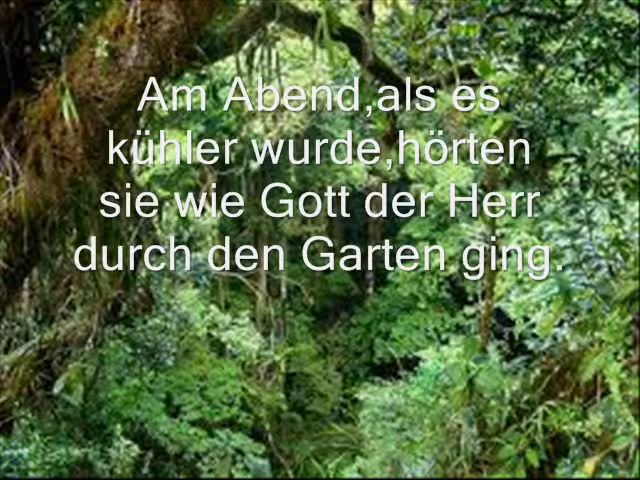 Am Abend,als es
kühler wurde,hörten
sie wie Gott der Herr
durch den Garten ging.